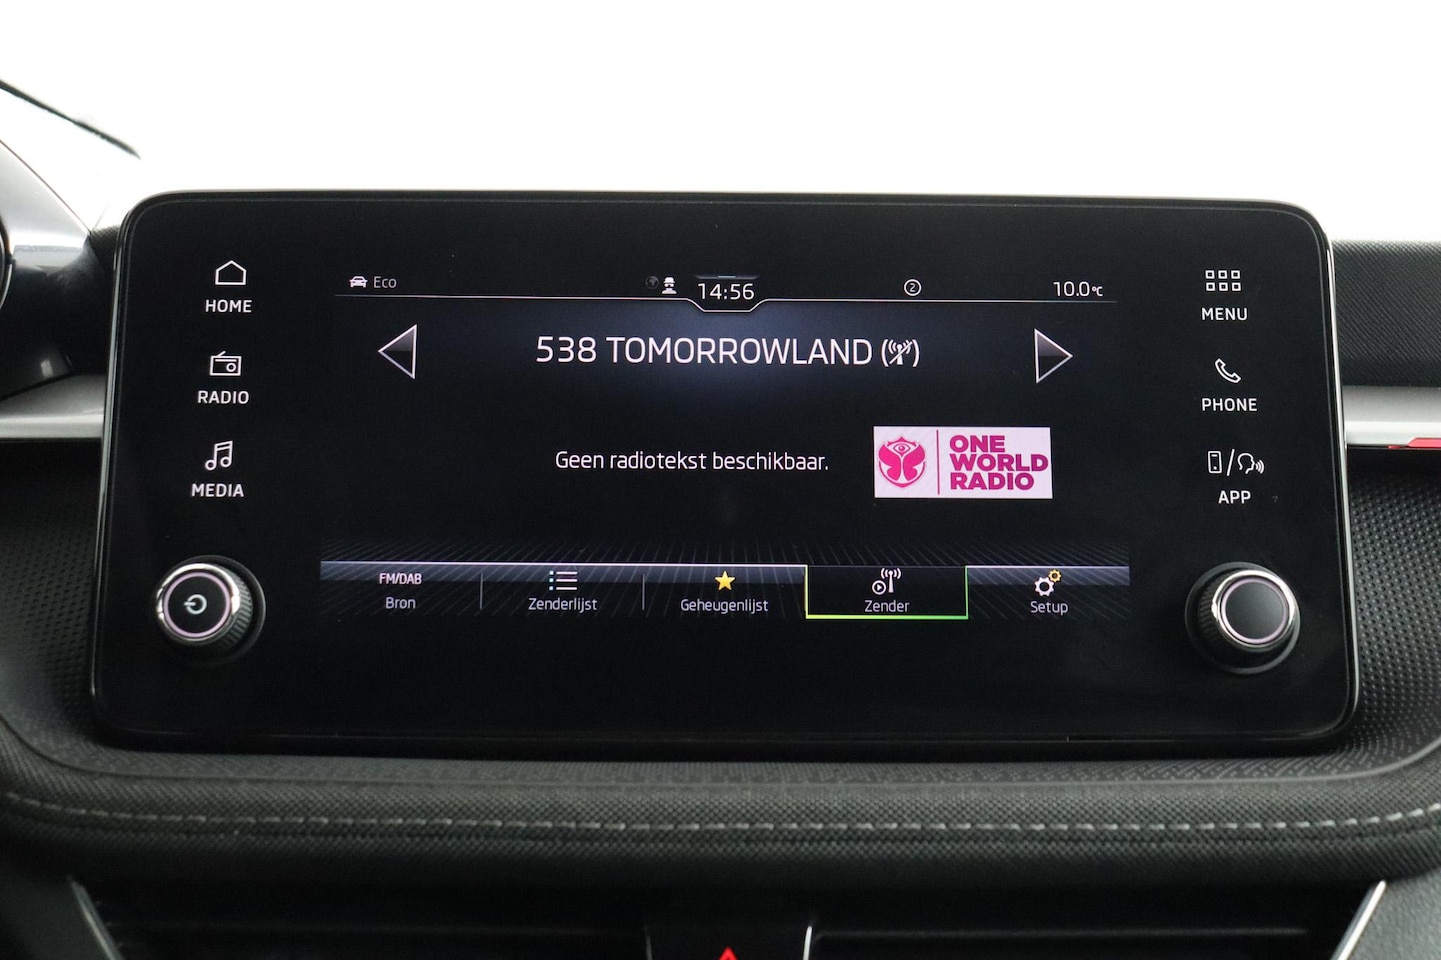 HOME
RADIO
MEDIA
Eco
14:56
2
10.0°C
538 TOMORROWLAND
Geen radiotekst beschikbaar.
ONE
WORLD
RADIO
FM/DAB
Bron
Zenderlijst
Geheugenlijst
Zender
Setup
MENU
PHONE
APP